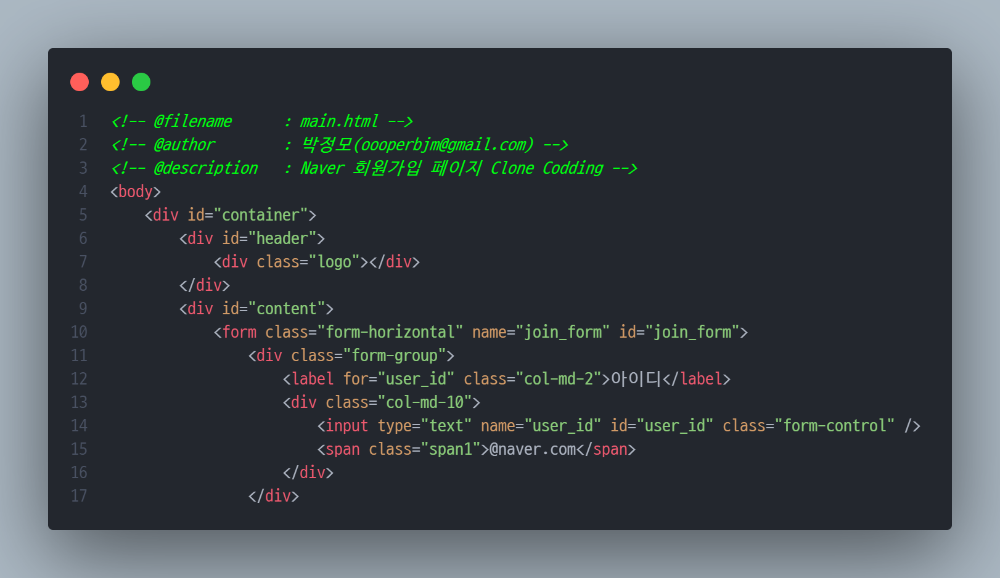 1 <!-- @filename      : main.html -->
2 <!-- @author        : 박정모(oooperbjm@gmail.com) -->
3 <!-- @description   : Naver 회원가입 페이지 Clone Codding -->
4 <body>
5     <div id="container">
6         <div id="header">
7             <div class="logo"></div>
8         </div>
9         <div id="content">
10             <form class="form-horizontal" name="join_form" id="join_form">
11                 <div class="form-group">
12                     <label for="user_id" class="col-md-2">아이디</label>
13                     <div class="col-md-10">
14                         <input type="text" name="user_id" id="user_id" class="form-control" />
15                         <span class="span1">@naver.com</span>
16                     </div>
17                 </div>